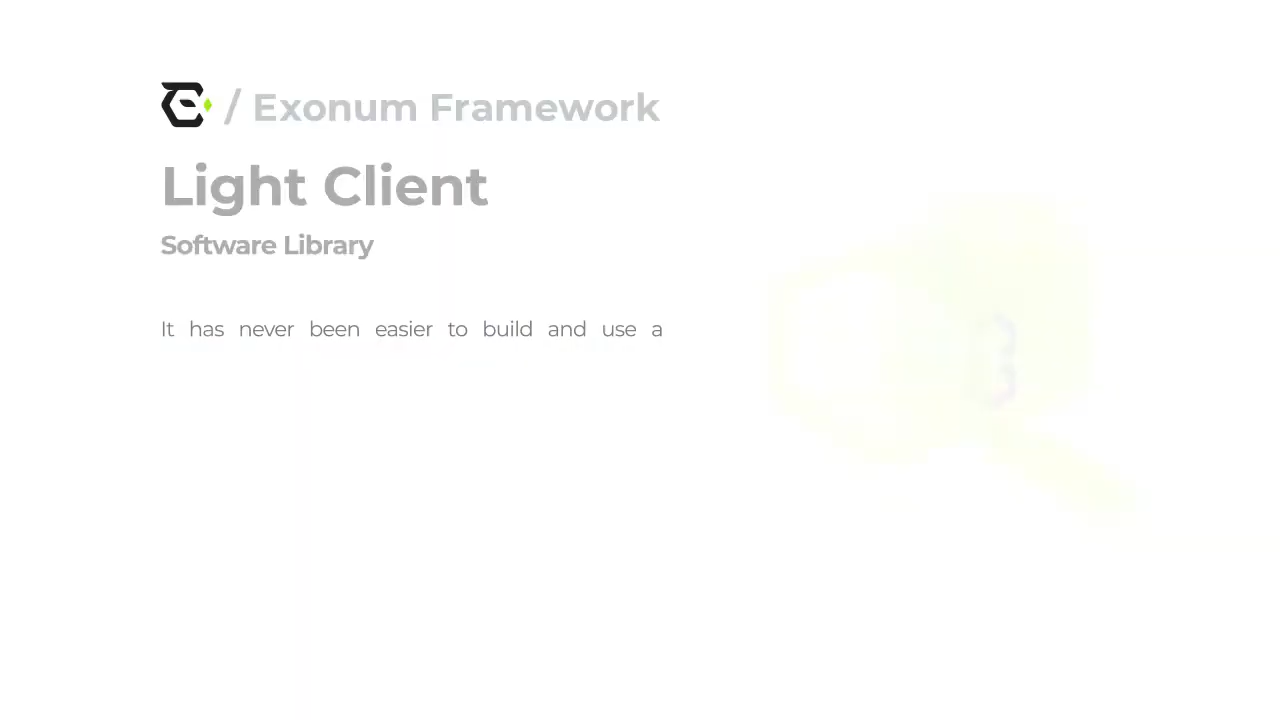 / Exonum Framework
Light Client
Software Library
It has never been easier to build and use a